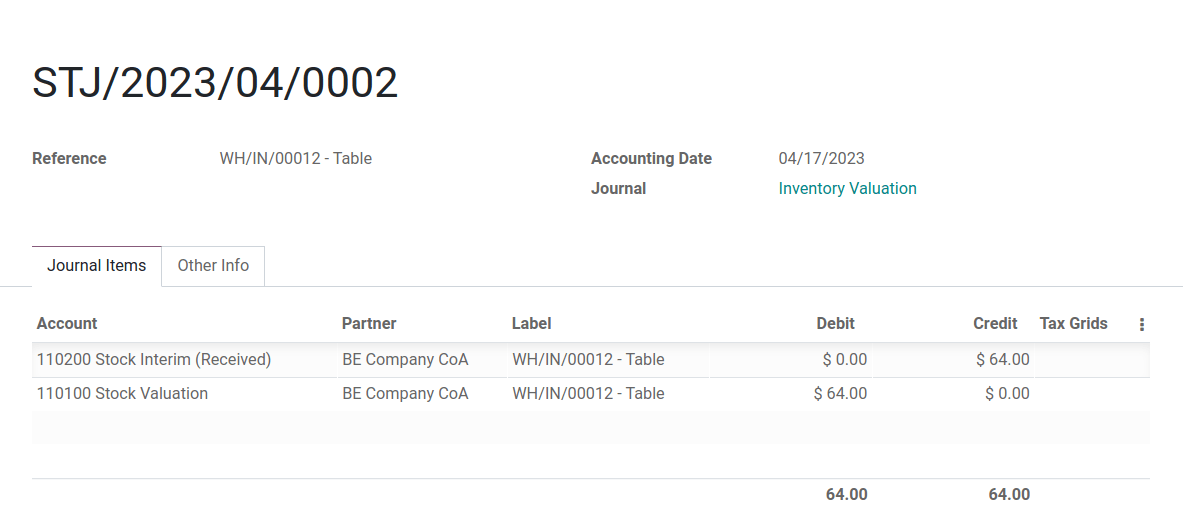 STJ/2023/04/0002
Reference WH/IN/00012 - Table Accounting Date 04/17/2023
Journal Inventory Valuation
Journal Items Other Info
Account Partner Label Debit Credit Tax Grids
110200 Stock Interim (Received) BE Company CoA WH/IN/00012 - Table $ 0.00 $ 64.00
110100 Stock Valuation BE Company CoA WH/IN/00012 - Table $ 64.00 $ 0.00
64.00 64.00